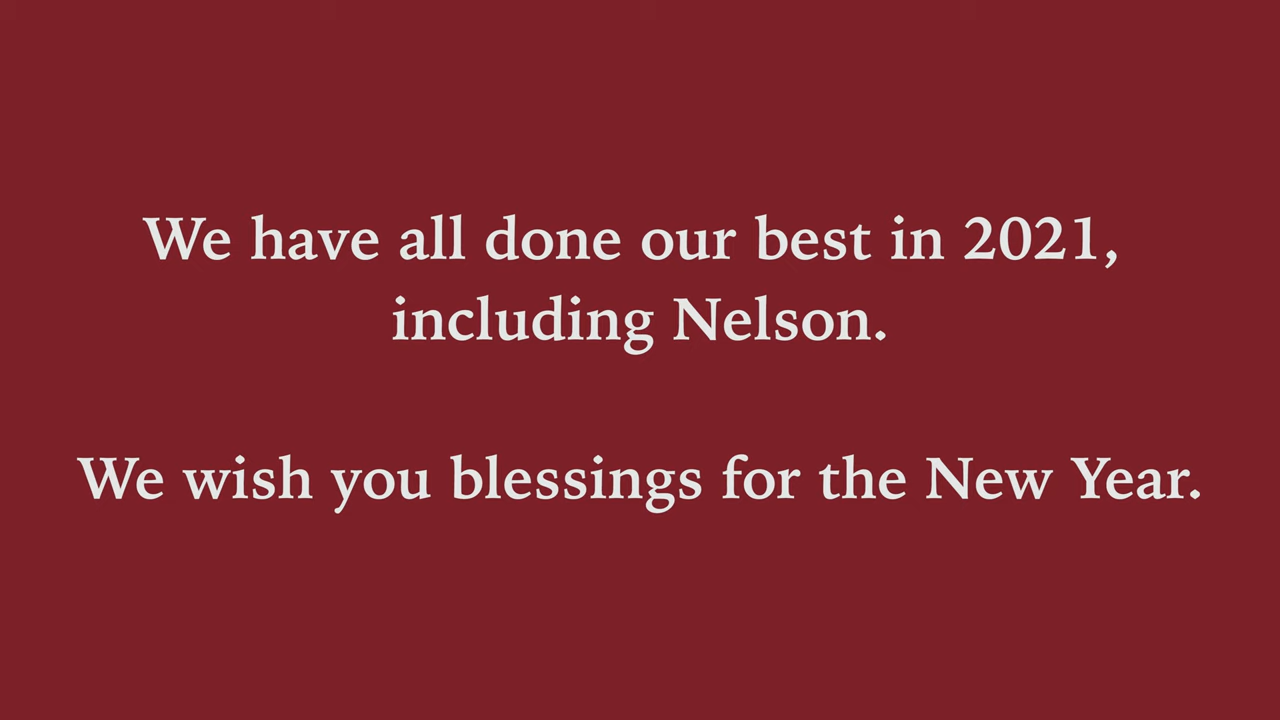 We have all done our best in 2021,
including Nelson.
We wish you blessings for the New Year.